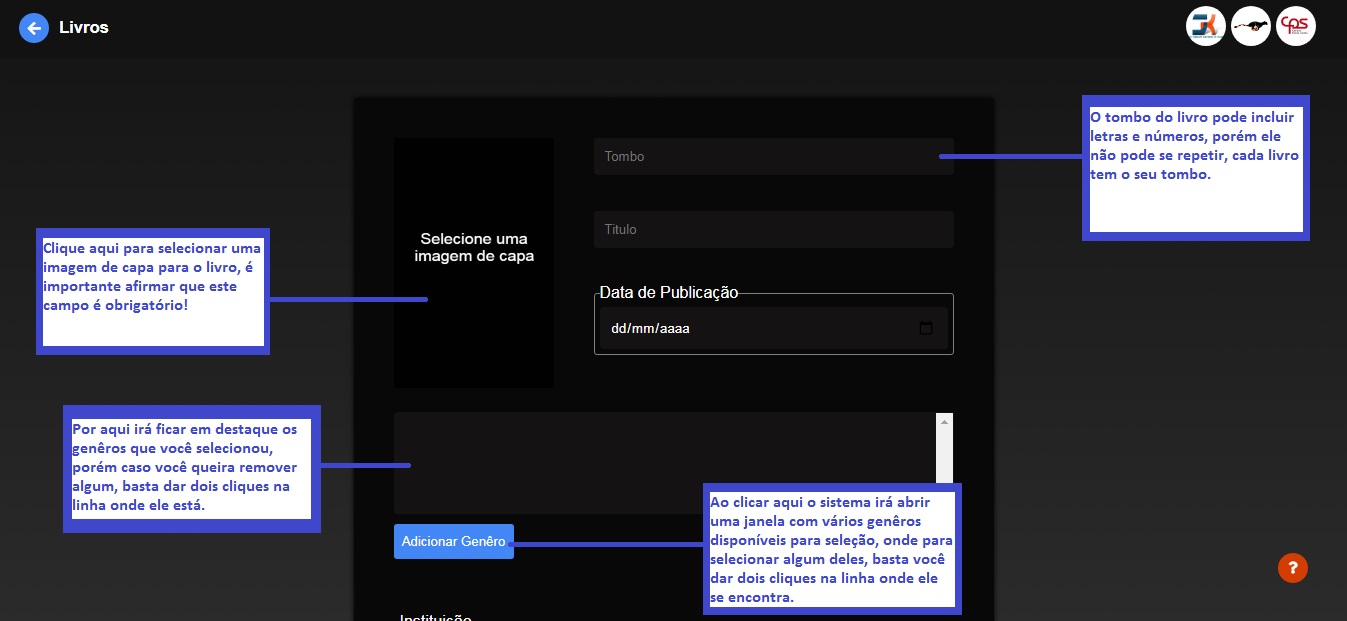 Livros
cps
O tombo do livro pode incluir
letras e números, porém ele
não pode se repetir, cada livro
tem o seu tombo.
Tombo
Titulo
Selecione uma
imagem de capa
Clique aqui para selecionar uma
imagem de capa para o livro, é
importante afirmar que este
campo é obrigatório!
Data de Publicação
dd/mm/aaaa
Por aqui irá ficar em destaque os
genêros que você selecionou,
porém caso você queira remover
algum, basta dar dois cliques na
linha onde ele está.
Adicionar Genêro
Ao clicar aqui o sistema irá abrir
uma janela com vários genêros
disponíveis para seleção, onde para
selecionar algum deles, basta você
dar dois cliques na linha onde ele
se encontra.
?
Instituição